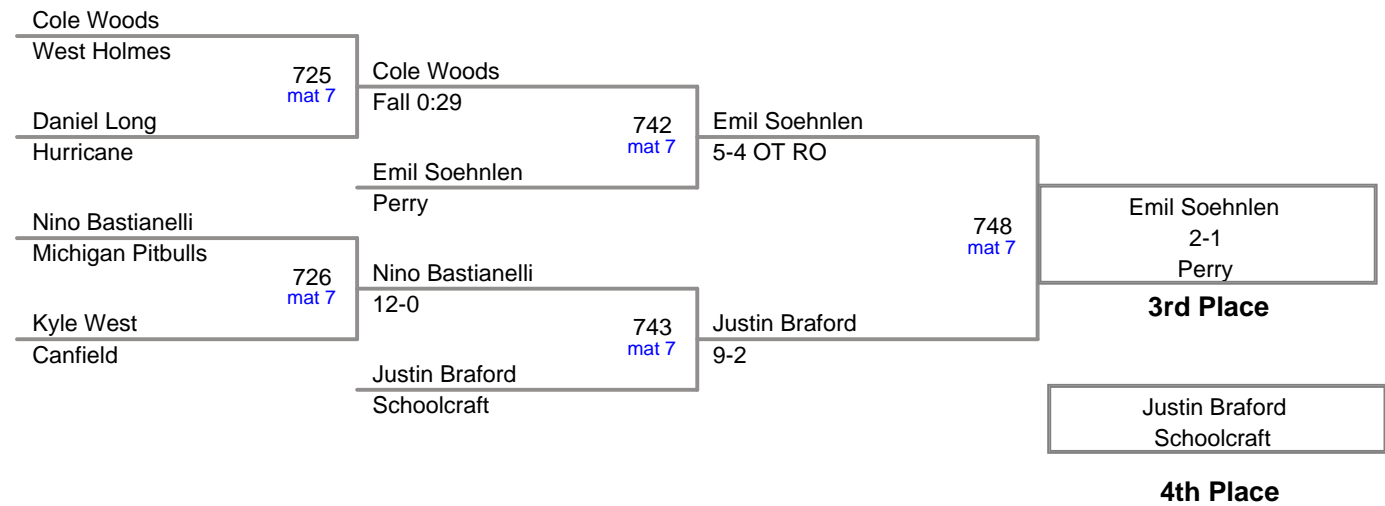 Cole Woods
West Holmes
725
mat 7
Daniel Long
Hurricane
Cole Woods
Fall 0:29
742
mat 7
Emil Soehnlen
Perry
Emil Soehnlen
5-4 OT RO
Nino Bastianelli
Michigan Pitbulls
726
mat 7
Kyle West
Canfield
Nino Bastianelli
12-0
743
mat 7
Justin Braford
Schoolcraft
Justin Braford
9-2
748
mat 7
Emil Soehnlen
2-1
Perry
3rd Place
Justin Braford
Schoolcraft
4th Place